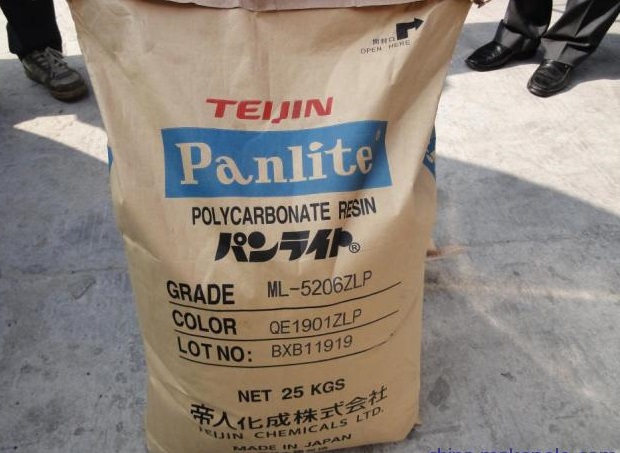 開封口
OPEN HERE
TEIJIN
Panlite®
POLYCARBONATE RESIN
パンライト®
GRADE ML-5206ZLP
COLOR QE1901ZLP
LOT NO: BXB11919
NET 25 KGS
帝人化成株式会社
TEIJIN CHEMICALS LTD.
MADE IN JAPAN